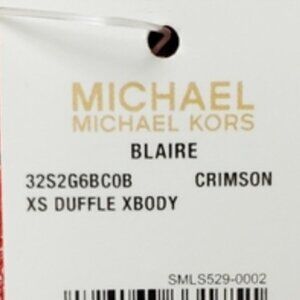 MICHAEL
MICHAEL KORS
BLAIRE
32S2G6BC0B CRIMSON
XS DUFFLE XBODY
SMLS529-0002